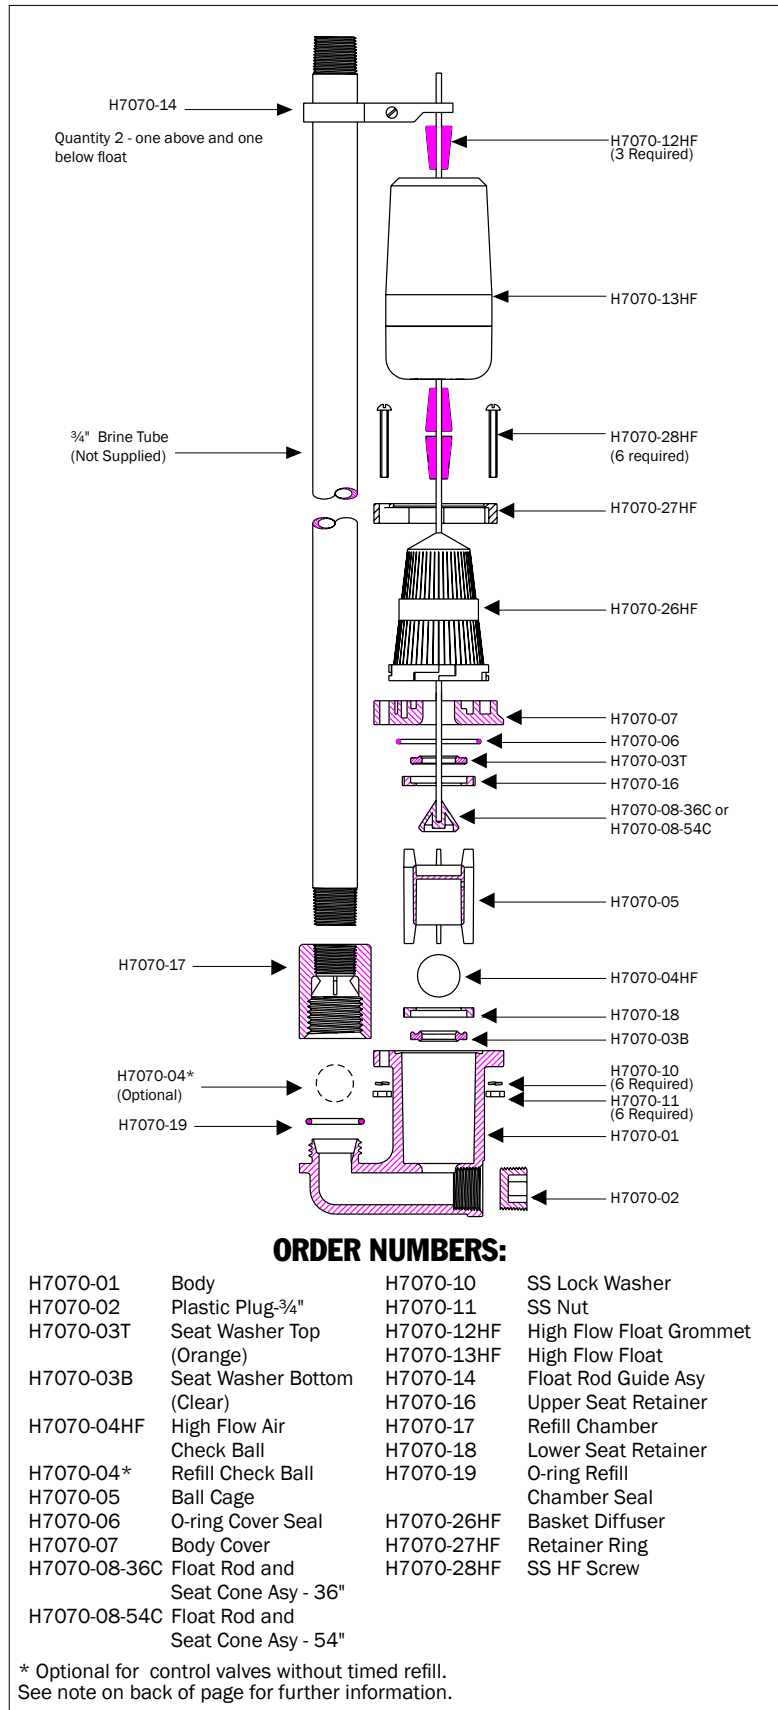 H7070-14
Quantity 2 - one above and one
below float
H7070-12HF
(3 Required)
H7070-13HF
¾" Brine Tube
(Not Supplied)
H7070-28HF
(6 required)
H7070-27HF
H7070-26HF
H7070-07
H7070-06
H7070-03T
H7070-16
H7070-08-36C or
H7070-08-54C
H7070-05
H7070-17
H7070-04HF
H7070-18
H7070-03B
H7070-04*
(Optional)
H7070-10
(6 Required)
H7070-11
(6 Required)
H7070-19
H7070-01
H7070-02
ORDER NUMBERS:
H7070-01 Body
H7070-02 Plastic Plug-¾"
H7070-03T Seat Washer Top
(Orange)
H7070-03B Seat Washer Bottom
(Clear)
H7070-04HF High Flow Air
Check Ball
H7070-04* Refill Check Ball
H7070-05 Ball Cage
H7070-06 O-ring Cover Seal
H7070-07 Body Cover
H7070-08-36C Float Rod and
Seat Cone Asy - 36"
H7070-08-54C Float Rod and
Seat Cone Asy - 54"
H7070-10 SS Lock Washer
H7070-11 SS Nut
H7070-12HF High Flow Float Grommet
H7070-13HF High Flow Float
H7070-14 Float Rod Guide Asy
H7070-16 Upper Seat Retainer
H7070-17 Refill Chamber
H7070-18 Lower Seat Retainer
H7070-19 O-ring Refill
Chamber Seal
H7070-26HF Basket Diffuser
H7070-27HF Retainer Ring
H7070-28HF SS HF Screw
* Optional for control valves without timed refill.
See note on back of page for further information.